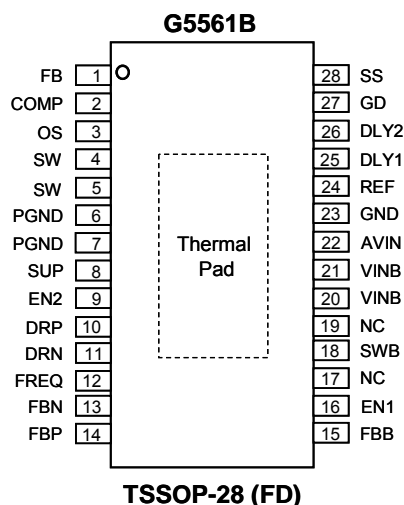 G5561B
FB 1 28 SS
COMP 2 27 GD
OS 3 26 DLY2
SW 4 25 DLY1
SW 5 24 REF
PGND 6 23 GND
PGND 7 22 AVIN
SUP 8 21 VINB
EN2 9 20 VINB
DRP 10 19 NC
DRN 11 18 SWB
FREQ 12 17 NC
FBN 13 16 EN1
FBP 14 15 FBB
Thermal
Pad
TSSOP-28 (FD)